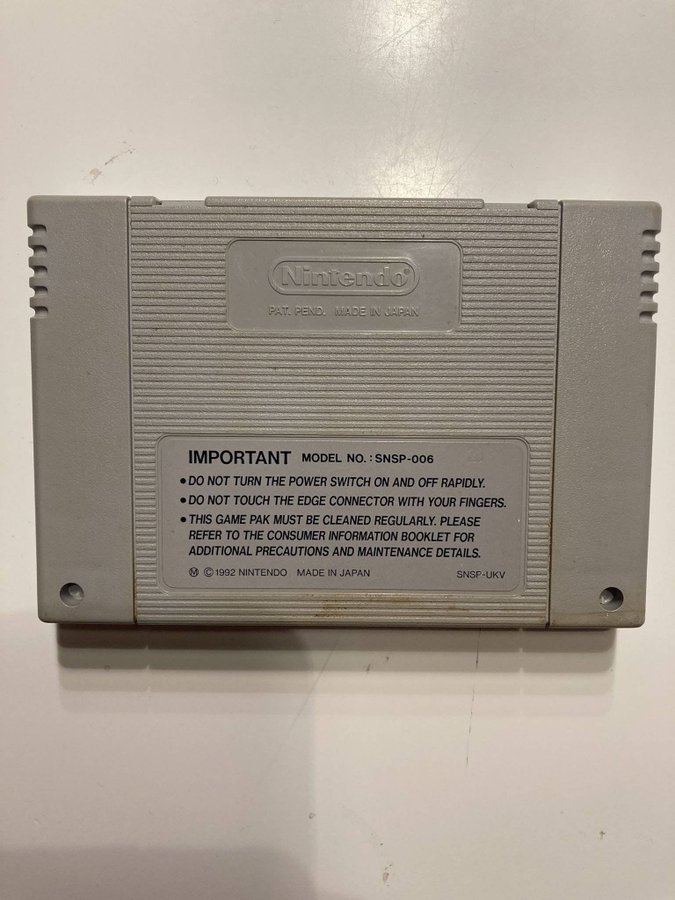 Nintendo
PAT. PEND. MADE IN JAPAN
IMPORTANT MODEL NO. : SNSP-006
• DO NOT TURN THE POWER SWITCH ON AND OFF RAPIDLY.
• DO NOT TOUCH THE EDGE CONNECTOR WITH YOUR FINGERS.
• THIS GAME PAK MUST BE CLEANED REGULARLY. PLEASE
REFER TO THE CONSUMER INFORMATION BOOKLET FOR
ADDITIONAL PRECAUTIONS AND MAINTENANCE DETAILS.
Ⓜ ©1992 NINTENDO MADE IN JAPAN SNSP-UKV